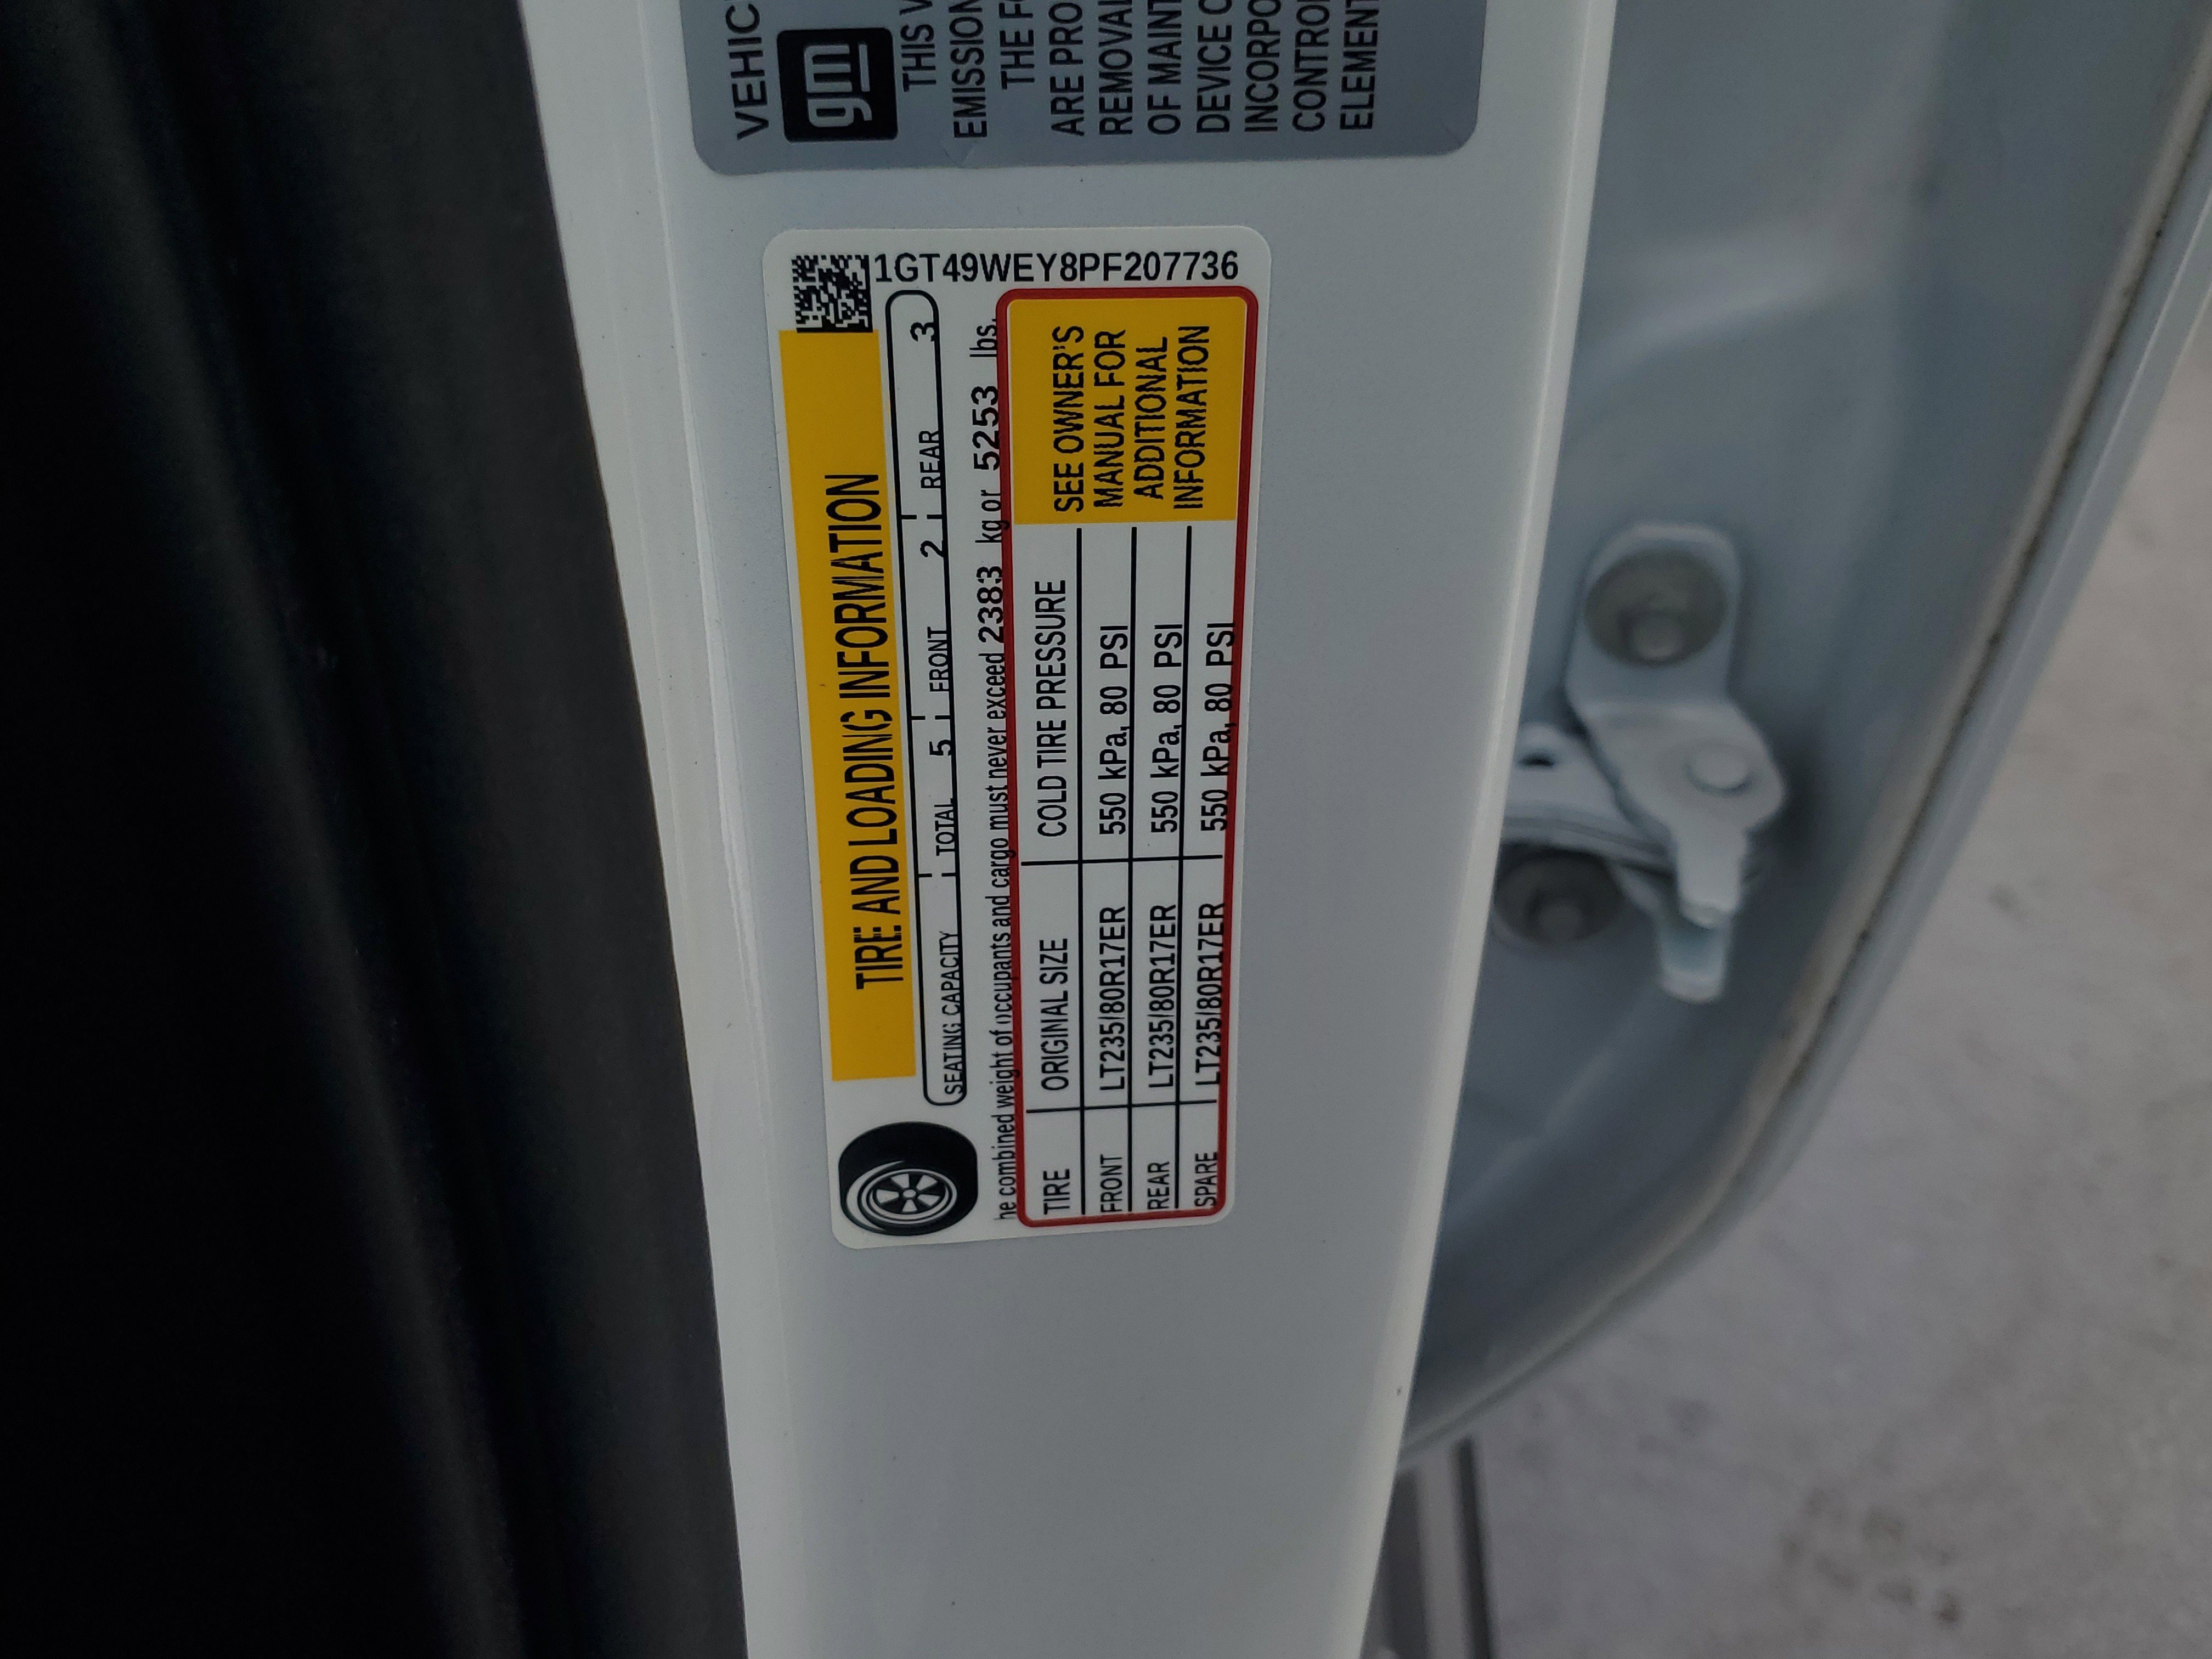 VEHIC
gm
THIS V
EMISSION
THE F
ARE PRO
REMOVAL
OF MAINT
DEVICE O
INCORPO
CONTROL
ELEMENT
1GT49WEY8PF207736
TIRE AND LOADING INFORMATION
SEATING CAPACITY TOTAL 5 FRONT 2 REAR 3
he combined weight of occupants and cargo must never exceed 2383 kg or 5253 lbs.
TIRE ORIGINAL SIZE COLD TIRE PRESSURE
FRONT LT235/80R17ER 550 kPa, 80 PSI
REAR LT235/80R17ER 550 kPa, 80 PSI
SPARE LT235/80R17ER 550 kPa, 80 PSI
SEE OWNER'S
MANUAL FOR
ADDITIONAL
INFORMATION